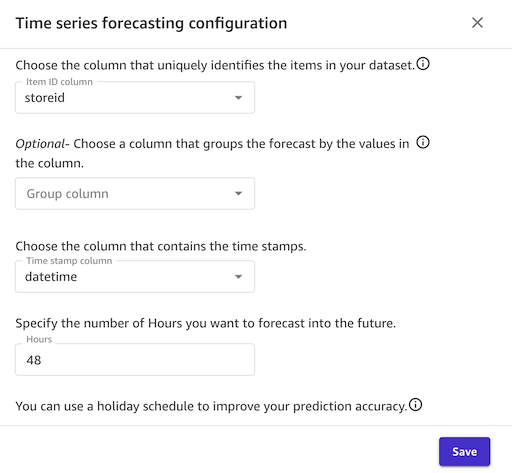 Time series forecasting configuration
Choose the column that uniquely identifies the items in your dataset.
Item ID column
storeid
Optional- Choose a column that groups the forecast by the values in
the column.
Group column
Choose the column that contains the time stamps.
Time stamp column
datetime
Specify the number of Hours you want to forecast into the future.
Hours
48
You can use a holiday schedule to improve your prediction accuracy.
Save